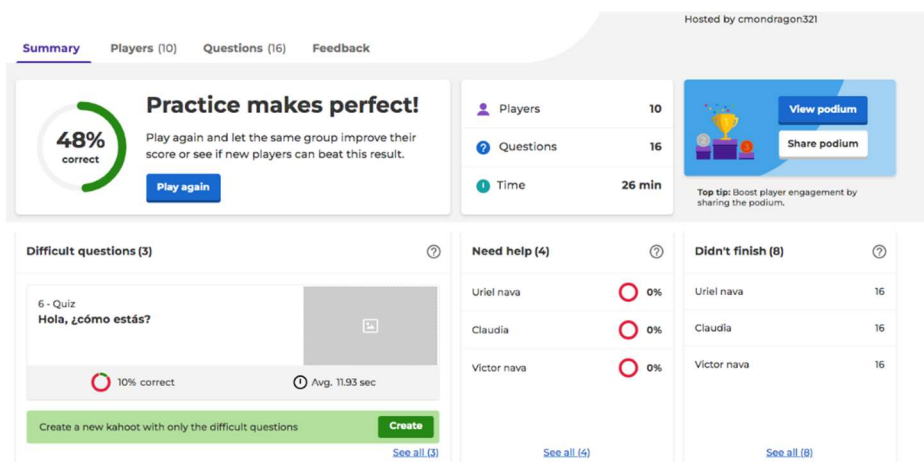 Hosted by cmondragon321
Summary Players (10) Questions (16) Feedback
48%
correct
Practice makes perfect!
Play again and let the same group improve their
score or see if new players can beat this result.
Play again
Players 10
Questions 16
Time 26 min
View podium
Share podium
Top tip: Boost player engagement by
sharing the podium.
Difficult questions (3)
6 - Quiz
Hola, ¿cómo estás?
10% correct
Avg. 11.93 sec
Create a new kahoot with only the difficult questions
Create
See all (3)
Need help (4)
Uriel nava 0%
Claudia 0%
Victor nava 0%
See all (4)
Didn't finish (8)
Uriel nava 16
Claudia 16
Victor nava 16
See all (8)